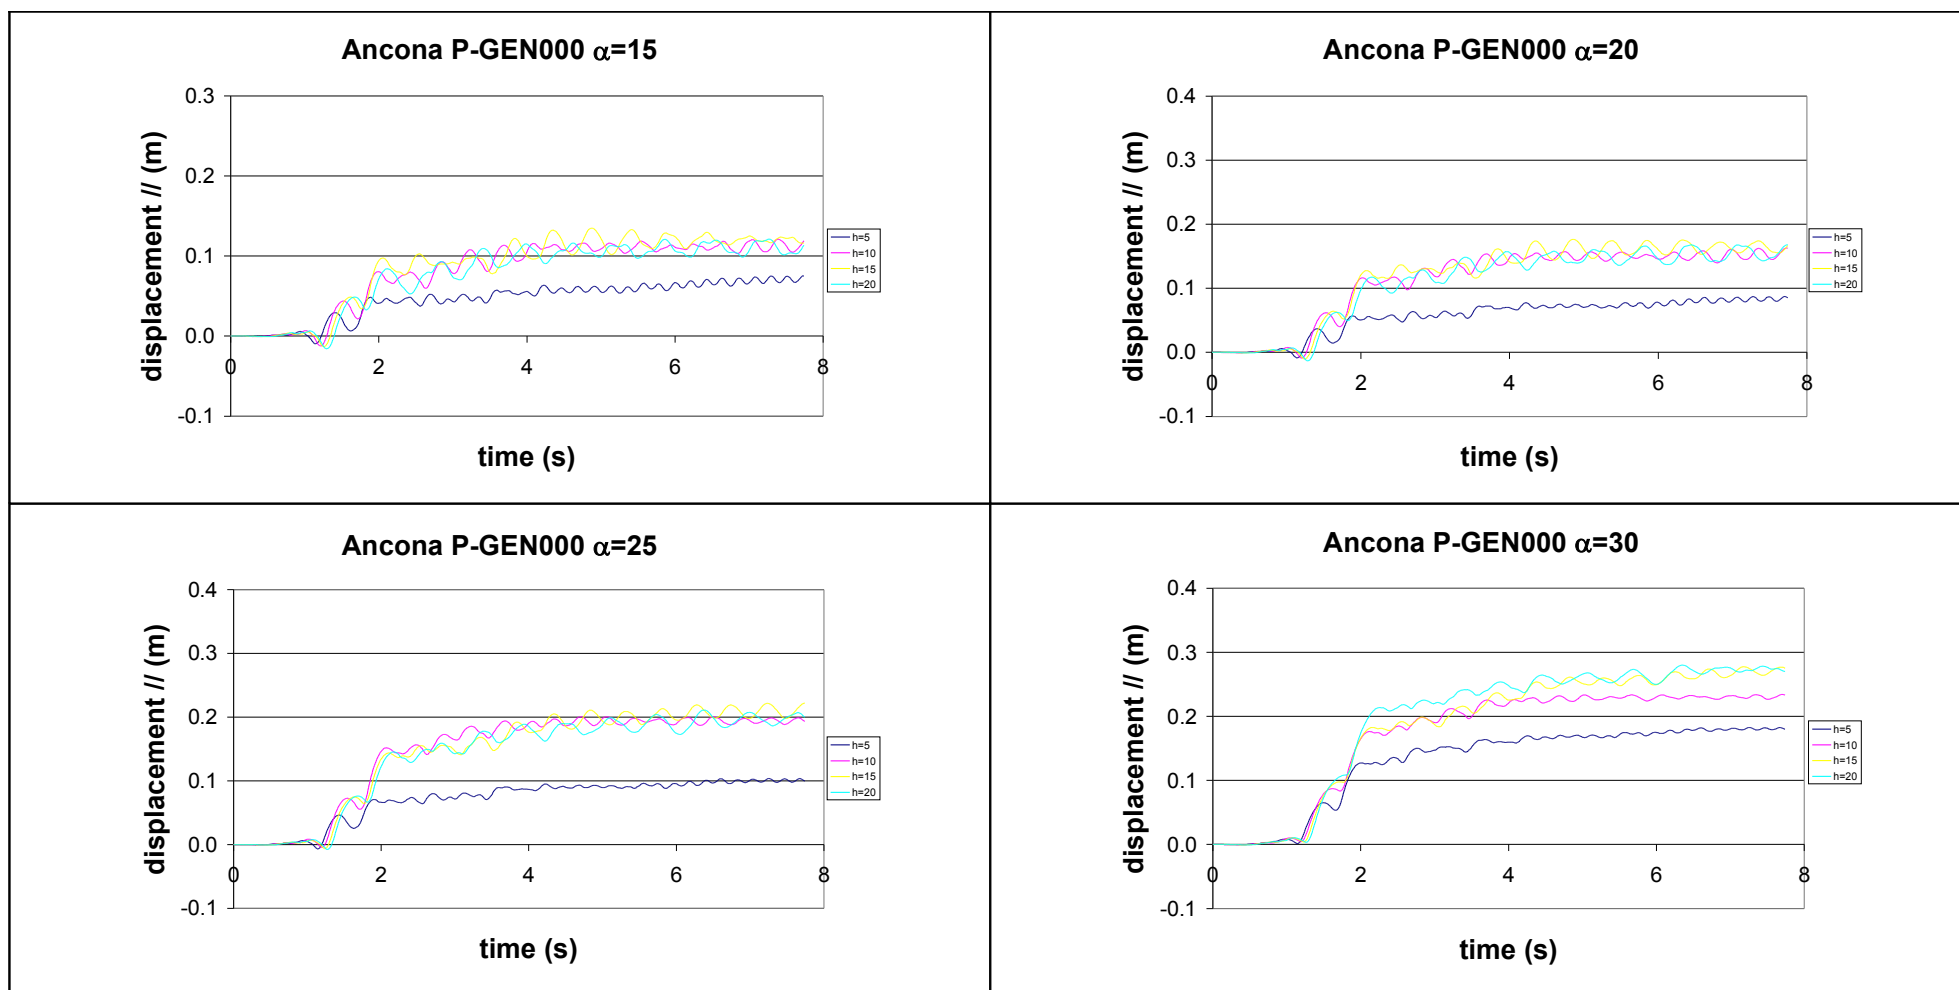 Ancona P-GEN000 α=15
0.3
0.2
0.1
0.0
-0.1
0
2
4
6
8
displacement // (m)
time (s)
h=5
h=10
h=15
h=20
Ancona P-GEN000 α=20
0.4
0.3
0.2
0.1
0.0
-0.1
0
2
4
6
8
displacement // (m)
time (s)
h=5
h=10
h=15
h=20
Ancona P-GEN000 α=25
0.4
0.3
0.2
0.1
0.0
-0.1
0
2
4
6
8
displacement // (m)
time (s)
h=5
h=10
h=15
h=20
Ancona P-GEN000 α=30
0.4
0.3
0.2
0.1
0.0
-0.1
0
2
4
6
8
displacement // (m)
time (s)
h=5
h=10
h=15
h=20